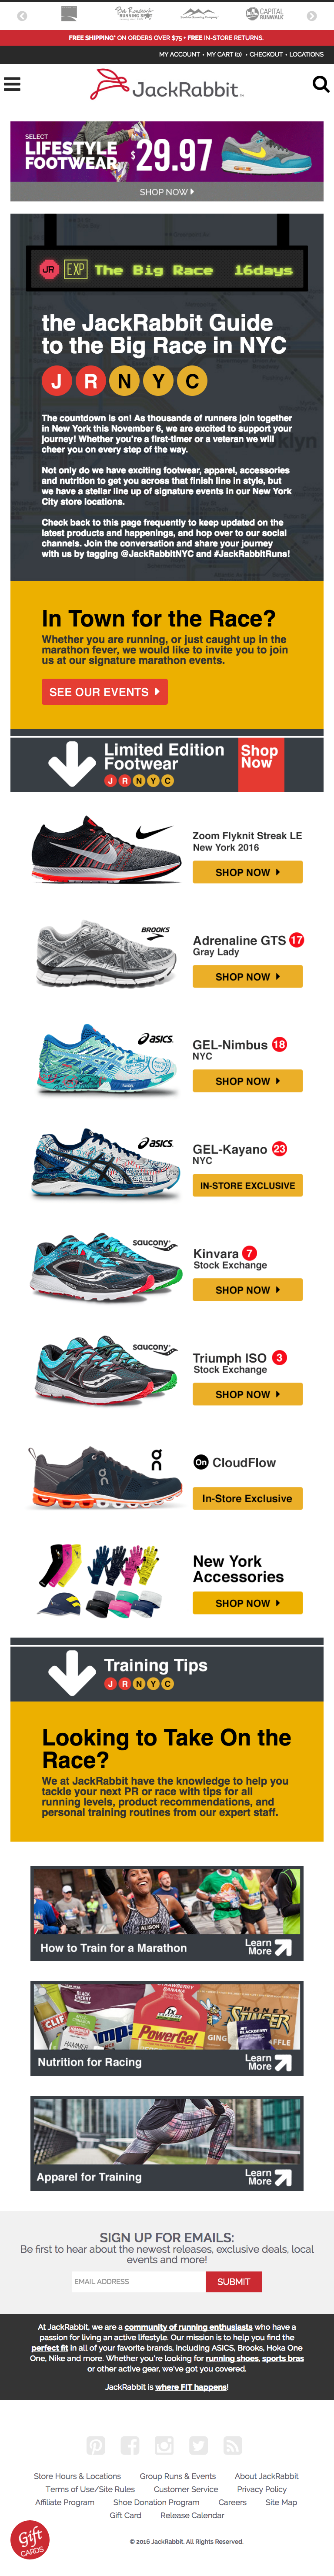 Bob Roncker's
RUNNING SPOT
CAPITAL
RUNWALK
FREE SHIPPING* ON ORDERS OVER $75 + FREE IN-STORE RETURNS.
MY ACCOUNT • MY CART (0) • CHECKOUT • LOCATIONS
JackRabbit
SELECT
LIFESTYLE
FOOTWEAR
$29.97
SHOP NOW
JR EXP The Big Race 16days
the JackRabbit Guide
to the Big Race in NYC
J R N Y C
The countdown is on! As thousands of runners join together
in New York this November 6, we are excited to support your
journey! Whether you're a first-timer or a veteran we will
cheer you on every step of the way.
Brooklyn
Not only do we have exciting footwear, apparel, accessories
and nutrition to get you across that finish line in style, but
we have a stellar line up of signature events in our New York
City store locations.
Check back to this page frequently to keep updated on the
latest products and happenings, and hop over to our social
channels. Join the conversation and share your journey
with us by tagging @JackRabbitNYC and #JackRabbitRuns!
In Town for the Race?
Whether you are running, or just caught up in the
marathon fever, we would like to invite you to join
us at our signature marathon events.
SEE OUR EVENTS
Limited Edition
Footwear
J R N Y C
Shop
Now
Zoom Flyknit Streak LE
New York 2016
SHOP NOW
BROOKS
Adrenaline GTS 17
Gray Lady
SHOP NOW
asics
GEL-Nimbus 18
NYC
SHOP NOW
asics
GEL-Kayano 23
NYC
IN-STORE EXCLUSIVE
saucony
Kinvara 7
Stock Exchange
SHOP NOW
saucony
Triumph ISO 3
Stock Exchange
SHOP NOW
On
On CloudFlow
In-Store Exclusive
New York
Accessories
SHOP NOW
Training Tips
J R N Y C
Looking to Take On the
Race?
We at JackRabbit have the knowledge to help you
tackle your next PR or race with tips for all
running levels, product recommendations, and
personal training routines from our expert staff.
ALISON
How to Train for a Marathon
Learn
More
STRAWBERRY
BANANA
BLACK
CHERRY
CLIF
HAMMER
PowerGel
HONEY
STINGER
GING
Nutrition for Racing
Learn
More
Apparel for Training
Learn
More
SIGN UP FOR EMAILS:
Be first to hear about the newest releases, exclusive deals, local
events and more!
EMAIL ADDRESS
SUBMIT
At JackRabbit, we are a community of running enthusiasts who have a
passion for living an active lifestyle. Our mission is to help you find the
perfect fit in all of your favorite brands, including ASICS, Brooks, Hoka One
One, Nike and more. Whether you're looking for running shoes, sports bras
or other active gear, we've got you covered.
JackRabbit is where FIT happens!
Store Hours & Locations Group Runs & Events About JackRabbit
Terms of Use/Site Rules Customer Service Privacy Policy
Affiliate Program Shoe Donation Program Careers Site Map
Gift Card Release Calendar
Gift
CARDS
© 2016 JackRabbit. All Rights Reserved.